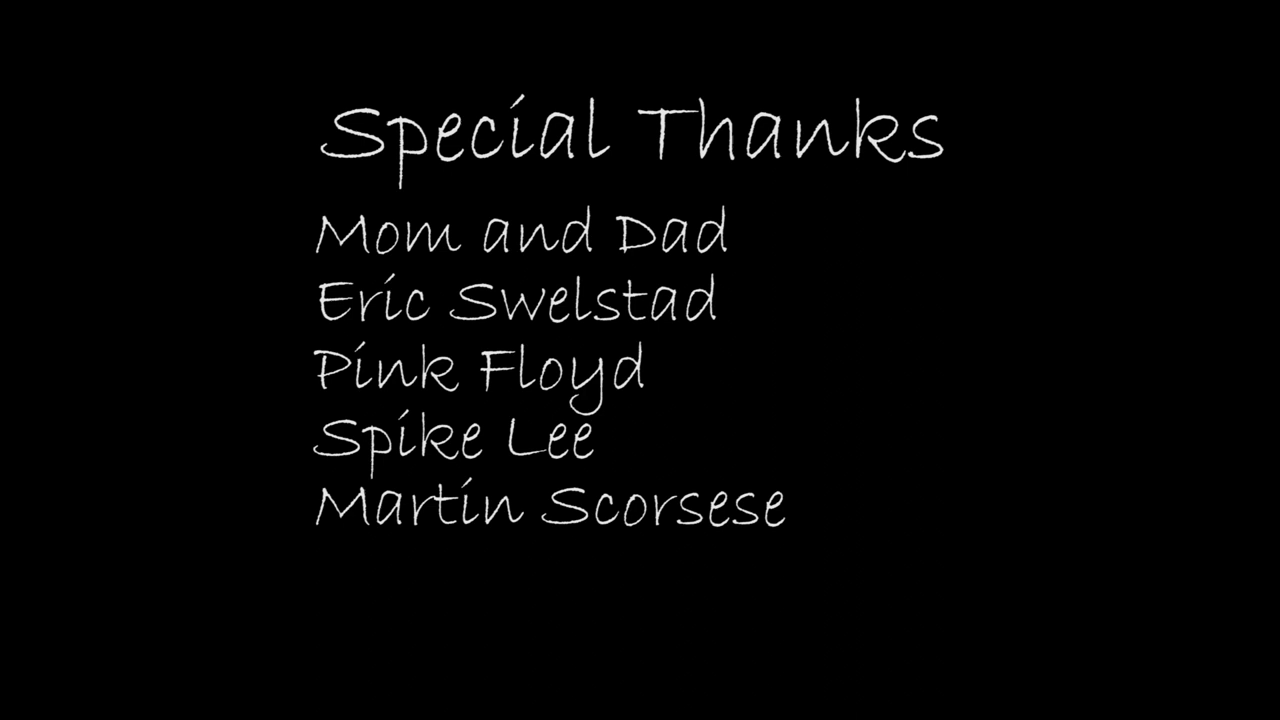 Special Thanks
Mom and Dad
Eric Swelstad
Pink Floyd
Spike Lee
Martin Scorsese